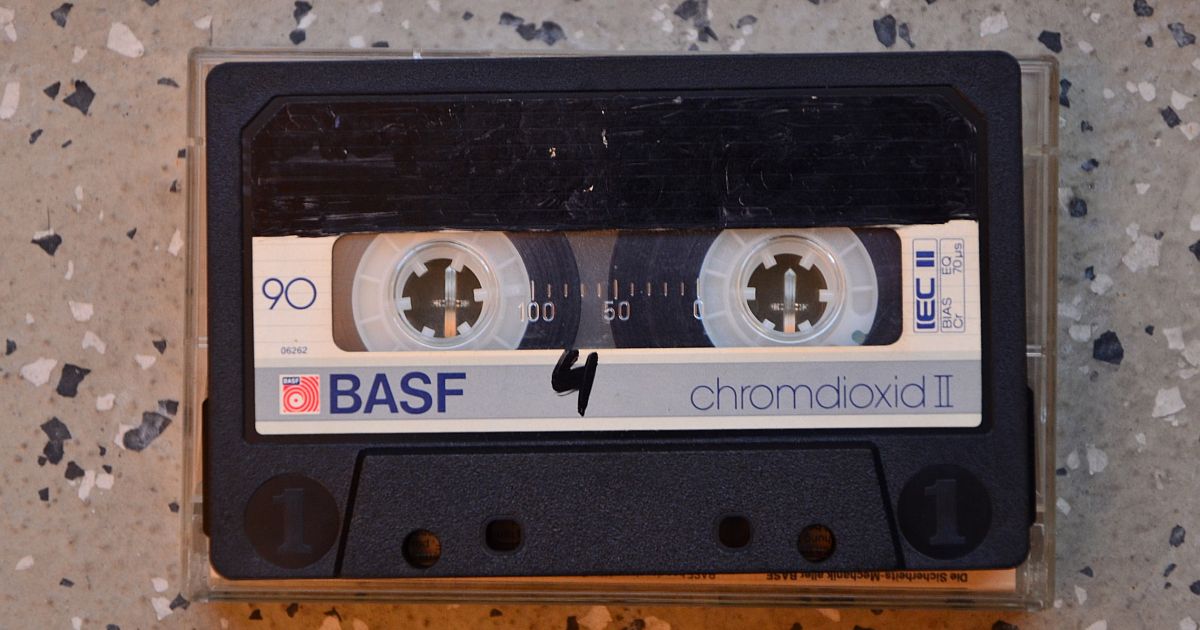 90
100 50 0
IEC II
BIAS EQ
Cr 70µs
06262
BASF
BASF
4
chromdioxid II
1 1
Die Sicherheits-Mechanik aller BASF